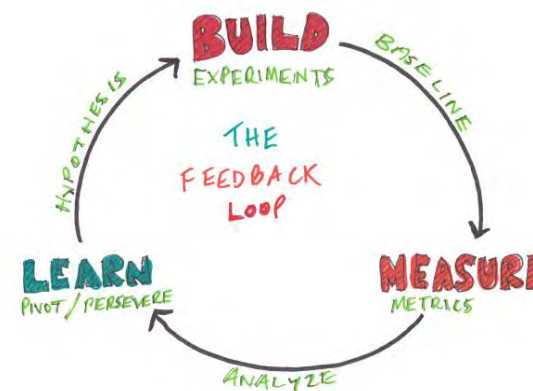 BUILD
EXPERIMENTS
BASELINE
HYPOTHESIS
THE
FEEDBACK
LOOP
LEARN
PIVOT/PERSEVERE
MEASURE
METRICS
ANALYZE